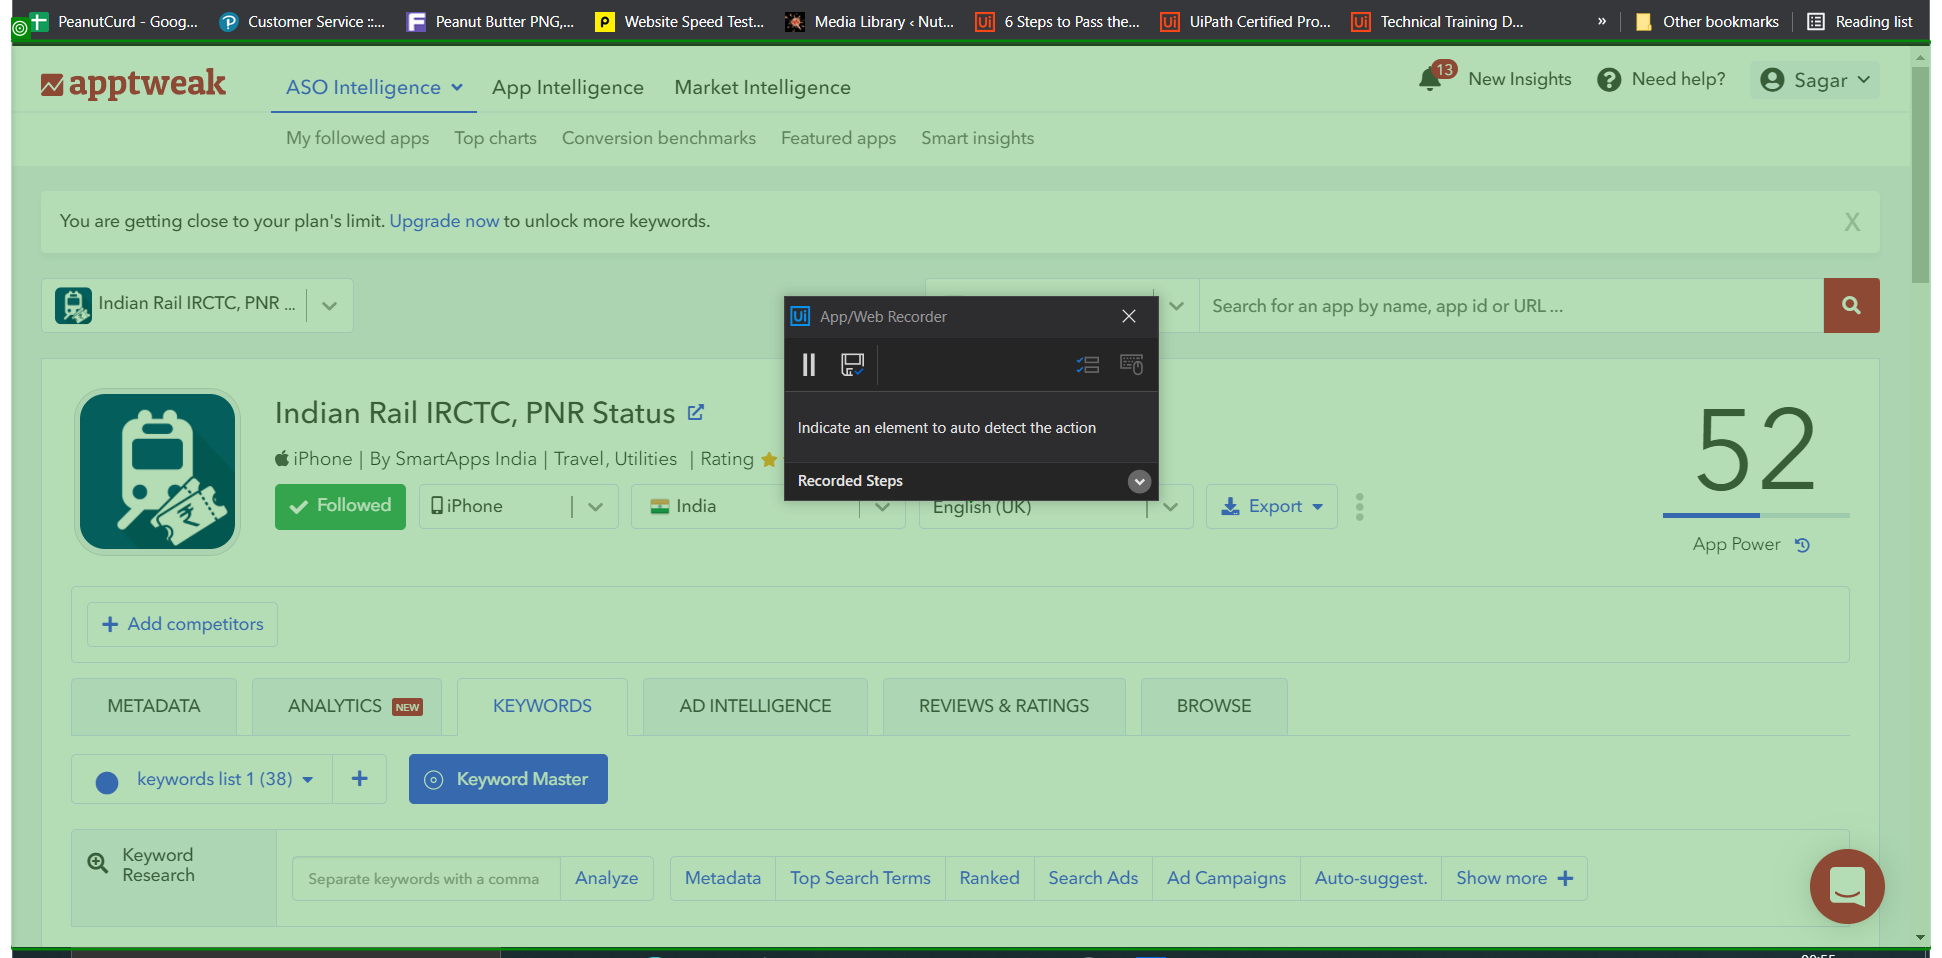 PeanutCurd - Goog...
Customer Service ::...
Peanut Butter PNG,...
Website Speed Test...
Media Library ‹ Nut...
6 Steps to Pass the...
UiPath Certified Pro...
Technical Training D...
»
Other bookmarks
Reading list
apptweak
ASO Intelligence
App Intelligence
Market Intelligence
13
New Insights
Need help?
Sagar
My followed apps
Top charts
Conversion benchmarks
Featured apps
Smart insights
You are getting close to your plan's limit. Upgrade now to unlock more keywords.
X
Indian Rail IRCTC, PNR ...
Search for an app by name, app id or URL ...
Ui App/Web Recorder
Indicate an element to auto detect the action
Recorded Steps
Indian Rail IRCTC, PNR Status
iPhone | By SmartApps India | Travel, Utilities | Rating
Followed
iPhone
India
English (UK)
Export
52
App Power
+ Add competitors
METADATA
ANALYTICS NEW
KEYWORDS
AD INTELLIGENCE
REVIEWS & RATINGS
BROWSE
keywords list 1 (38)
+
Keyword Master
Keyword
Research
Separate keywords with a comma
Analyze
Metadata
Top Search Terms
Ranked
Search Ads
Ad Campaigns
Auto-suggest.
Show more +